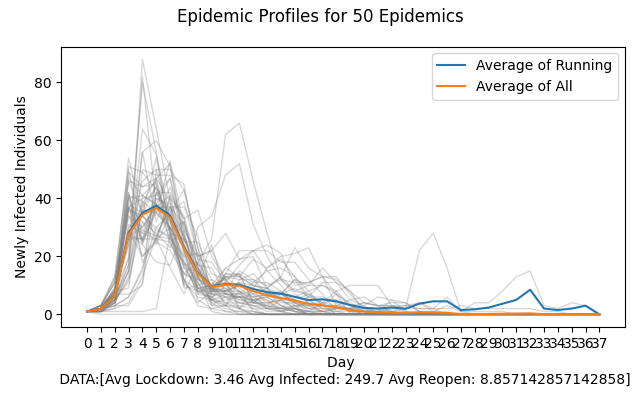 Epidemic Profiles for 50 Epidemics
Average of Running
Average of All
Newly Infected Individuals
80
60
40
20
0
0 1 2 3 4 5 6 7 8 9 10 11 12 13 14 15 16 17 18 19 20 21 22 23 24 25 26 27 28 29 30 31 32 33 34 35 36 37
Day
DATA:[Avg Lockdown: 3.46 Avg Infected: 249.7 Avg Reopen: 8.857142857142858]